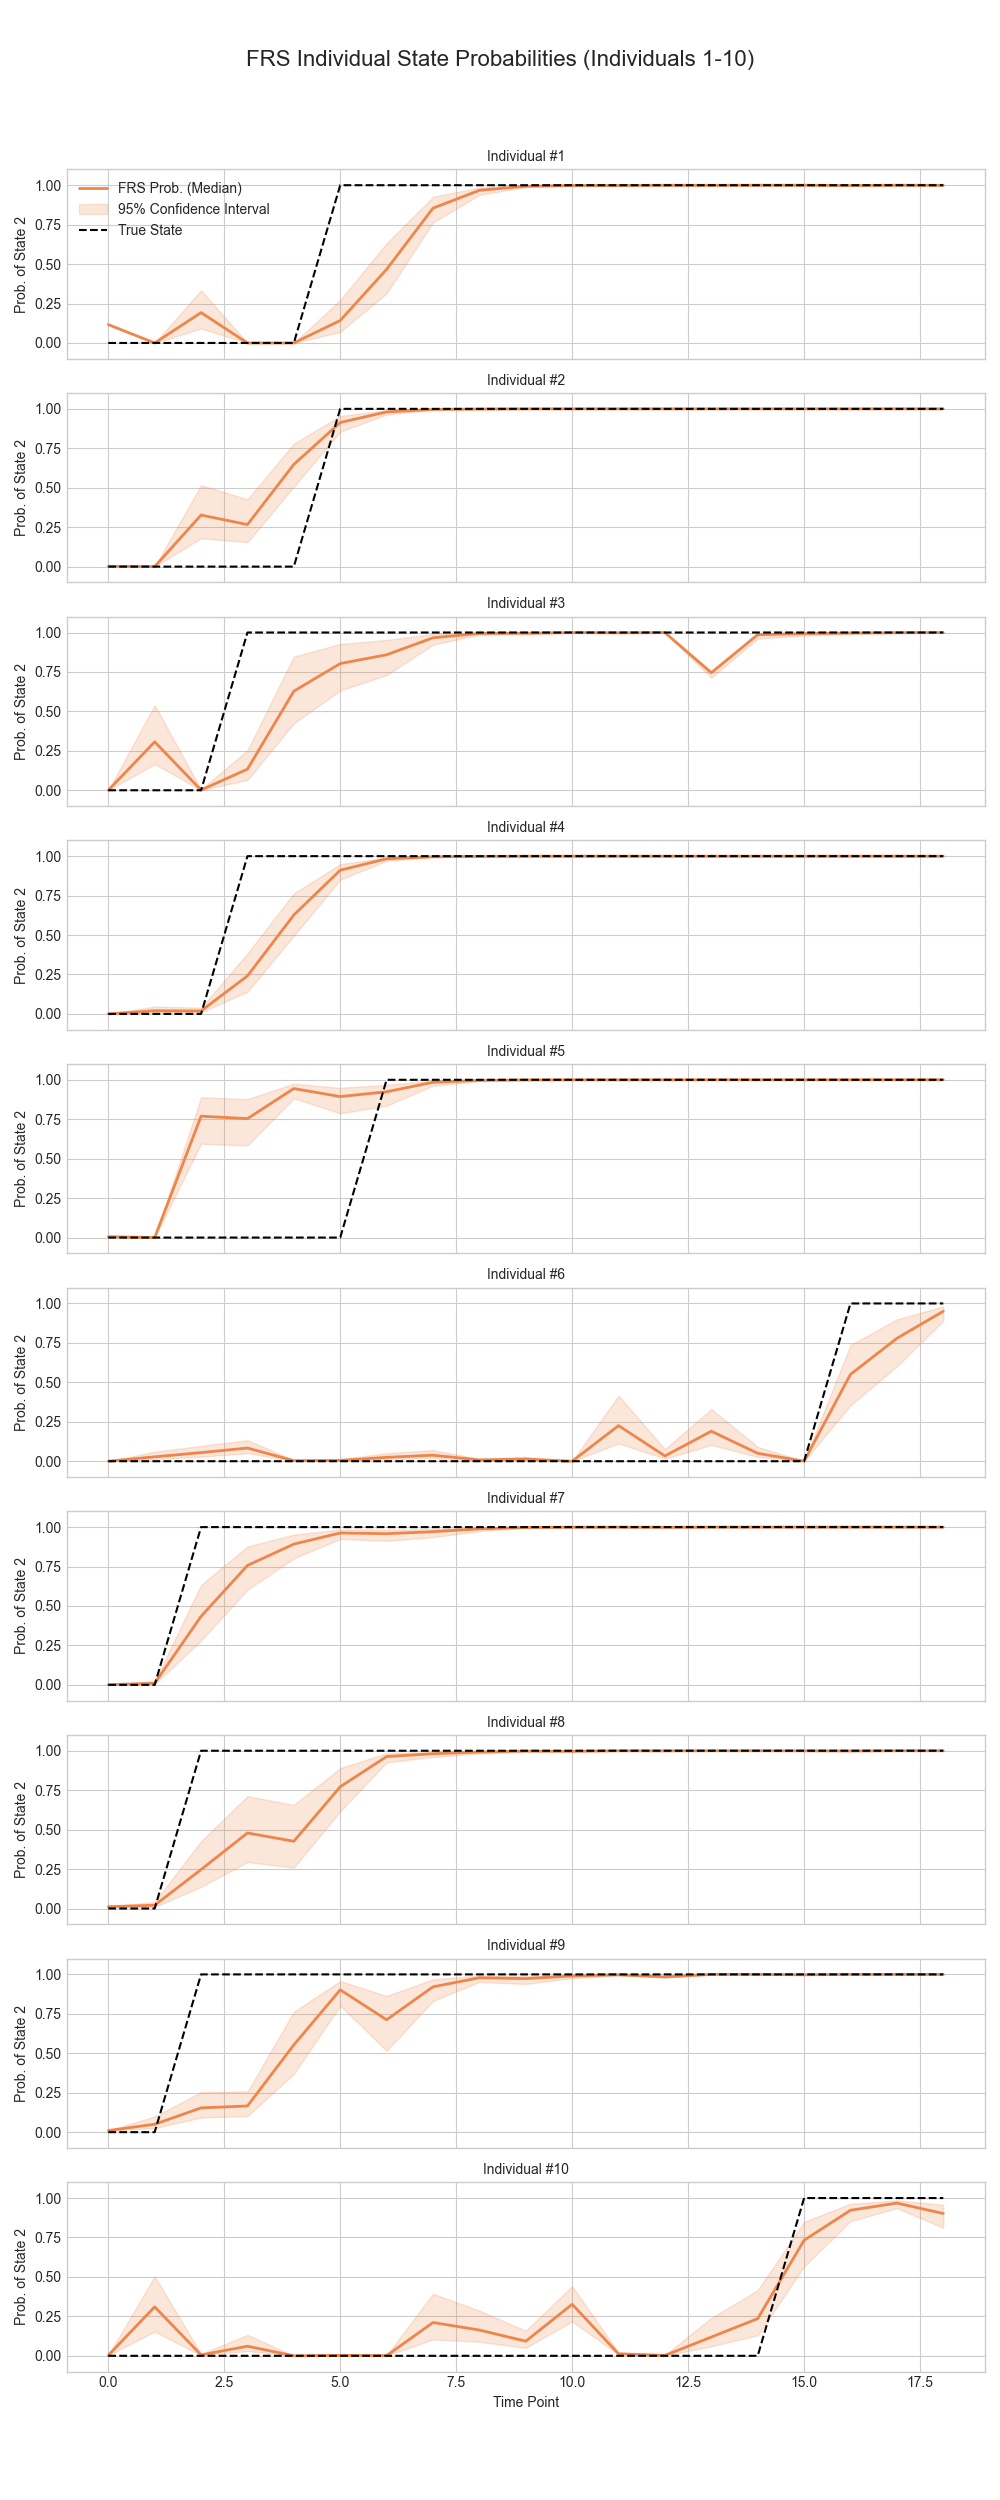 FRS Individual State Probabilities (Individuals 1-10)
Individual #1
FRS Prob. (Median)
95% Confidence Interval
True State
Prob. of State 2
1.00
0.75
0.50
0.25
0.00
Individual #2
Prob. of State 2
1.00
0.75
0.50
0.25
0.00
Individual #3
Prob. of State 2
1.00
0.75
0.50
0.25
0.00
Individual #4
Prob. of State 2
1.00
0.75
0.50
0.25
0.00
Individual #5
Prob. of State 2
1.00
0.75
0.50
0.25
0.00
Individual #6
Prob. of State 2
1.00
0.75
0.50
0.25
0.00
Individual #7
Prob. of State 2
1.00
0.75
0.50
0.25
0.00
Individual #8
Prob. of State 2
1.00
0.75
0.50
0.25
0.00
Individual #9
Prob. of State 2
1.00
0.75
0.50
0.25
0.00
Individual #10
Prob. of State 2
1.00
0.75
0.50
0.25
0.00
0.0 2.5 5.0 7.5 10.0 12.5 15.0 17.5
Time Point